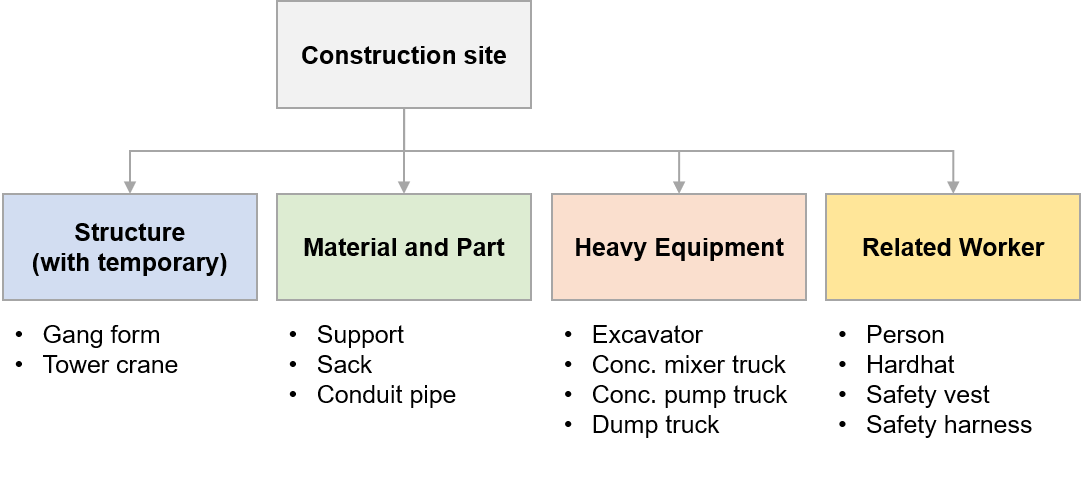 Construction site
Structure
(with temporary)
Material and Part
Heavy Equipment
Related Worker
• Gang form
• Tower crane
• Support
• Sack
• Conduit pipe
• Excavator
• Conc. mixer truck
• Conc. pump truck
• Dump truck
• Person
• Hardhat
• Safety vest
• Safety harness